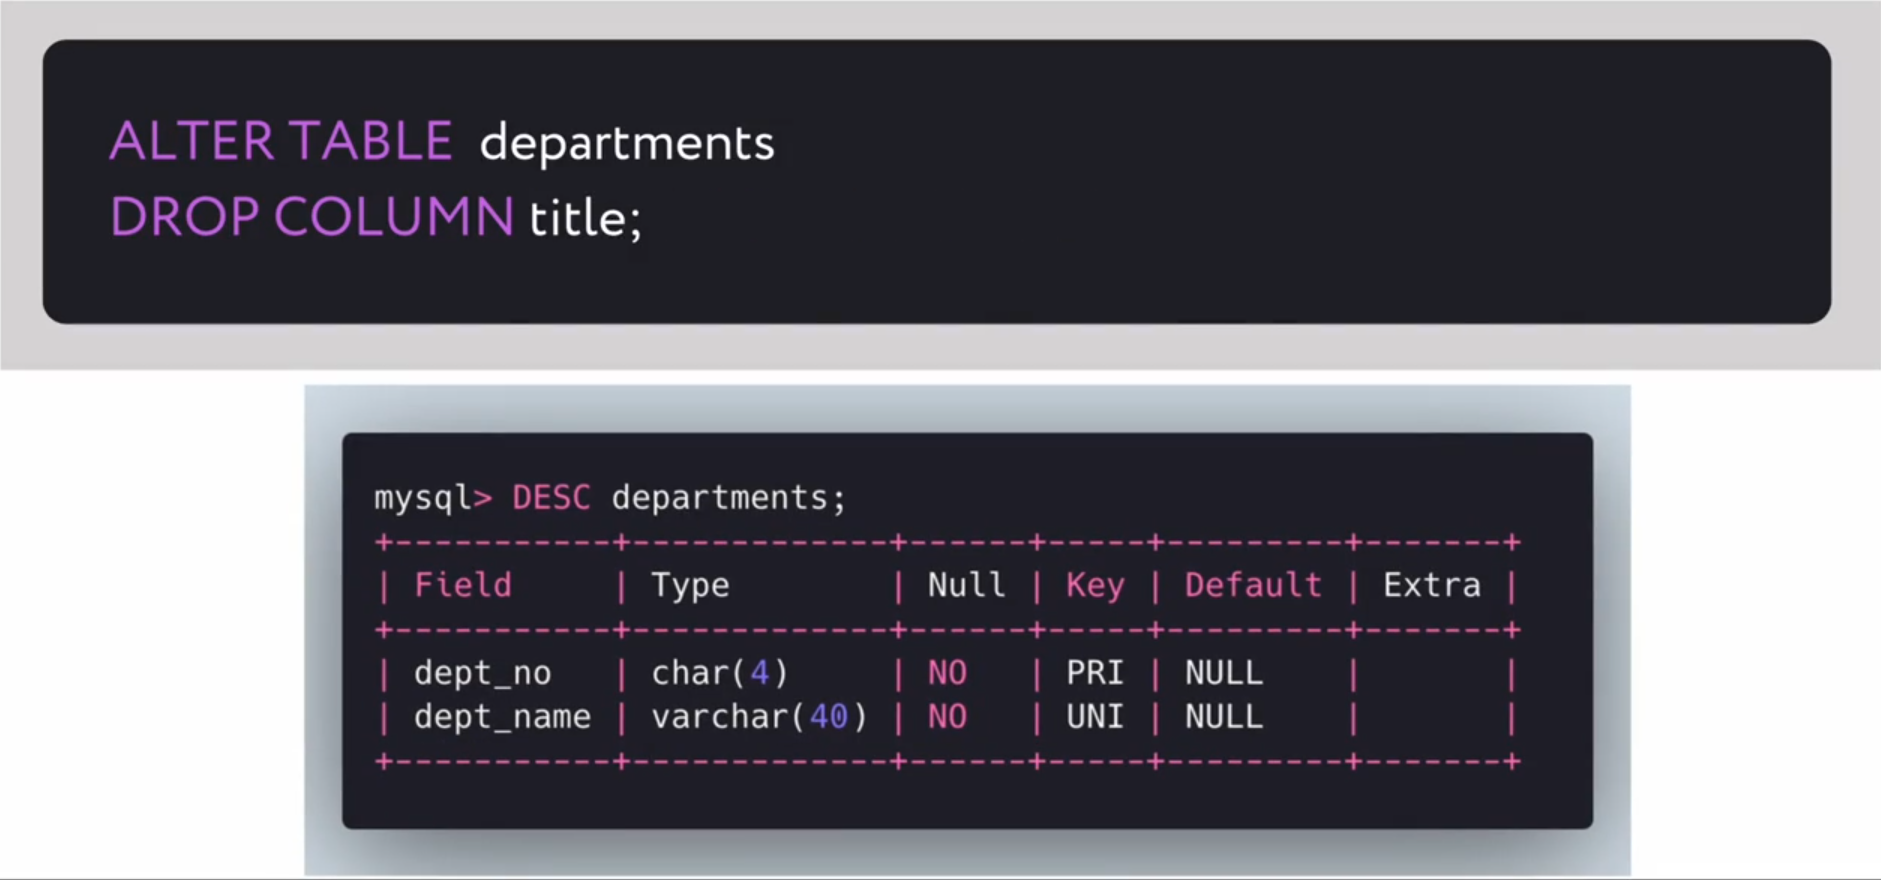 ALTER TABLE departments
DROP COLUMN title;
mysql> DESC departments;
+-----------+-------------+------+-----+---------+-------+
| Field     | Type        | Null | Key | Default | Extra |
+-----------+-------------+------+-----+---------+-------+
| dept_no   | char(4)     | NO   | PRI | NULL    |       |
| dept_name | varchar(40) | NO   | UNI | NULL    |       |
+-----------+-------------+------+-----+---------+-------+